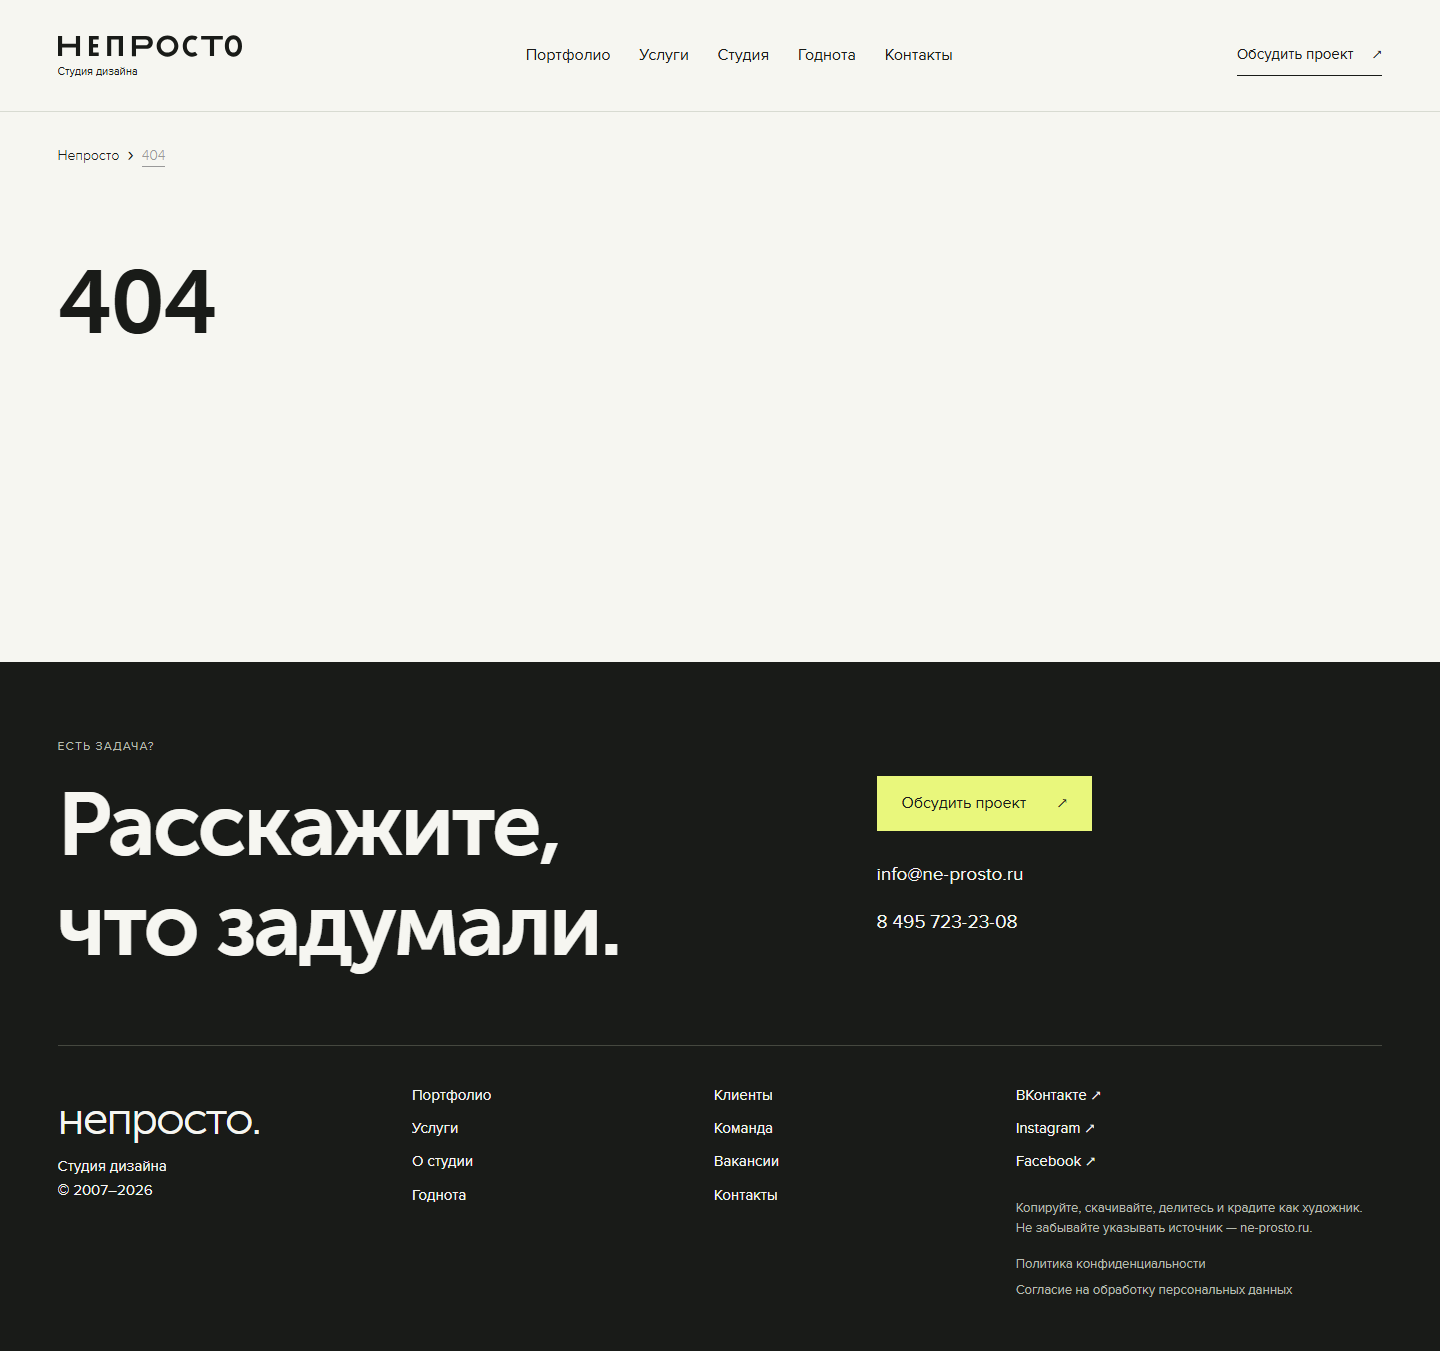 НЕПРОСТО
Студия дизайна
Портфолио
Услуги
Студия
Годнота
Контакты
Обсудить проект ↗
Непросто › 404
404
ЕСТЬ ЗАДАЧА?
Расскажите,
что задумали.
Обсудить проект ↗
info@ne-prosto.ru
8 495 723-23-08
непросто.
Студия дизайна
© 2007–2026
Портфолио
Услуги
О студии
Годнота
Клиенты
Команда
Вакансии
Контакты
ВКонтакте ↗
Instagram ↗
Facebook ↗
Копируйте, скачивайте, делитесь и крадите как художник.
Не забывайте указывать источник — ne-prosto.ru.
Политика конфиденциальности
Согласие на обработку персональных данных